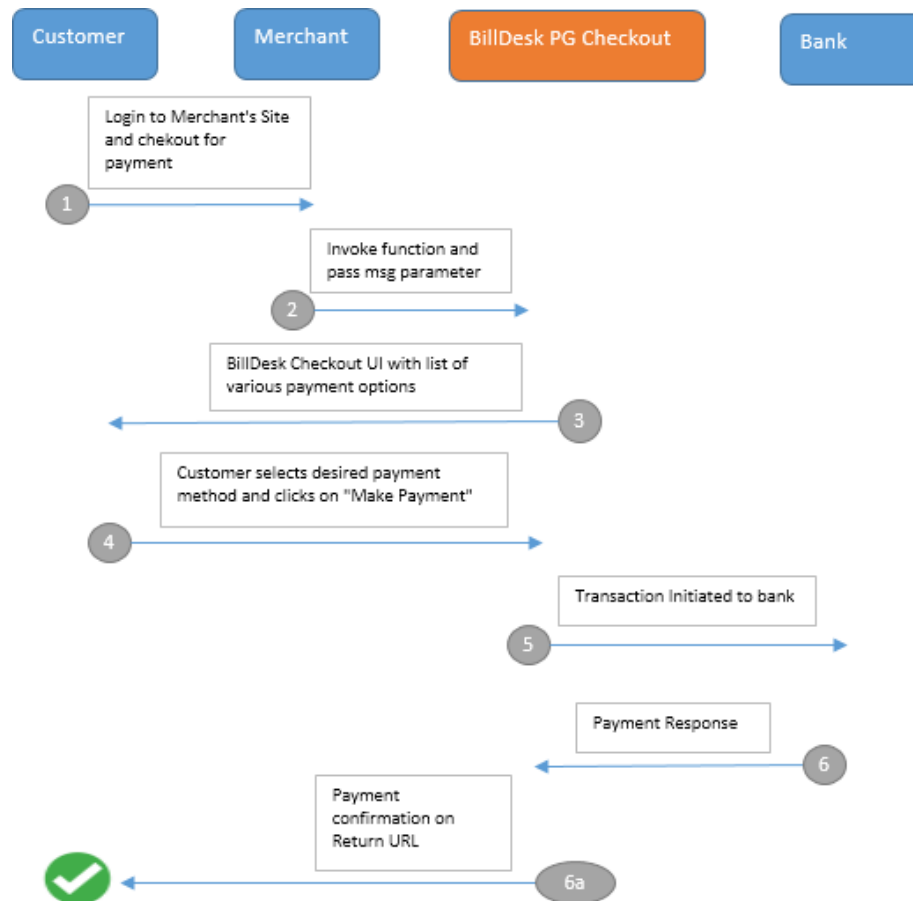 Customer
Merchant
BillDesk PG Checkout
Bank
Login to Merchant's Site
and chekout for
payment
1
Invoke function and
pass msg parameter
2
BillDesk Checkout UI with list of
various payment options
3
Customer selects desired payment
method and clicks on "Make Payment"
4
Transaction Initiated to bank
5
Payment Response
6
Payment
confirmation on
Return URL
6a